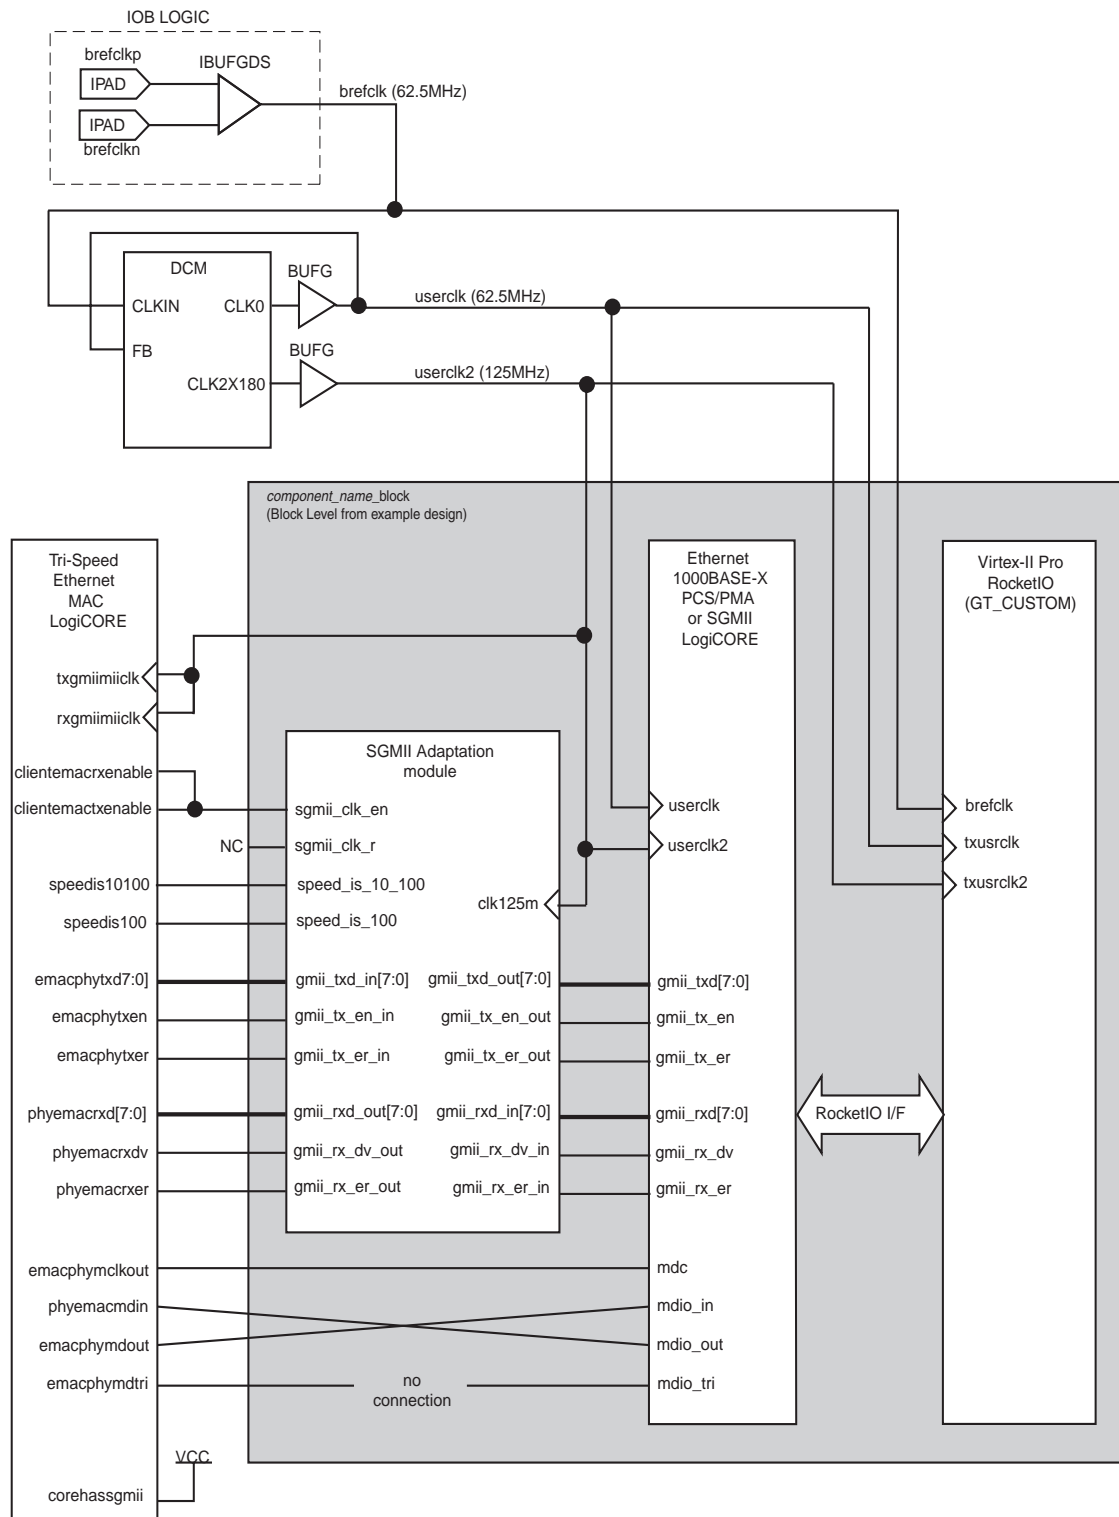 IOB LOGIC
brefclkp
IPAD
IBUFGDS
brefclk (62.5MHz)
IPAD
brefclkn
DCM
BUFG
CLKIN
CLK0
userclk (62.5MHz)
FB
BUFG
CLK2X180
userclk2 (125MHz)
component_name_block
(Block Level from example design)
Tri-Speed
Ethernet
MAC
LogiCORE
Ethernet
1000BASE-X
PCS/PMA
or SGMII
LogiCORE
Virtex-II Pro
RocketIO
(GT_CUSTOM)
txgmiimiiclk
rxgmiimiiclk
clientemacrxenable
clientemactxenable
SGMII Adaptation
module
sgmii_clk_en
NC
sgmii_clk_r
speedis10100
speed_is_10_100
speedis100
speed_is_100
clk125m
userclk
userclk2
brefclk
txusrclk
txusrclk2
emacphytxd7:0]
gmii_txd_in[7:0]
gmii_txd_out[7:0]
gmii_txd[7:0]
emacphytxen
gmii_tx_en_in
gmii_tx_en_out
gmii_tx_en
emacphytxer
gmii_tx_er_in
gmii_tx_er_out
gmii_tx_er
phyemacrxd[7:0]
gmii_rxd_out[7:0]
gmii_rxd_in[7:0]
gmii_rxd[7:0]
RocketIO I/F
phyemacrxdv
gmii_rx_dv_out
gmii_rx_dv_in
gmii_rx_dv
phyemacrxer
gmii_rx_er_out
gmii_rx_er_in
gmii_rx_er
emacphymclkout
mdc
phyemacmdin
mdio_in
emacphymdout
mdio_out
emacphymdtri
no
connection
mdio_tri
VCC
corehassgmii